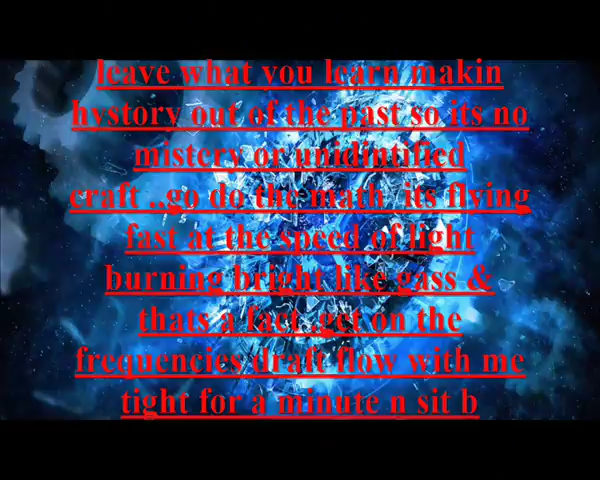 leave what you learn makin
hystory out of the past so its no
mistery or unidintified
craft ..go do the math  its flying
fast at the speed of light
burning bright like gass &
thats a fact .get on the
frequencies draft flow with me
tight for a minute n sit b